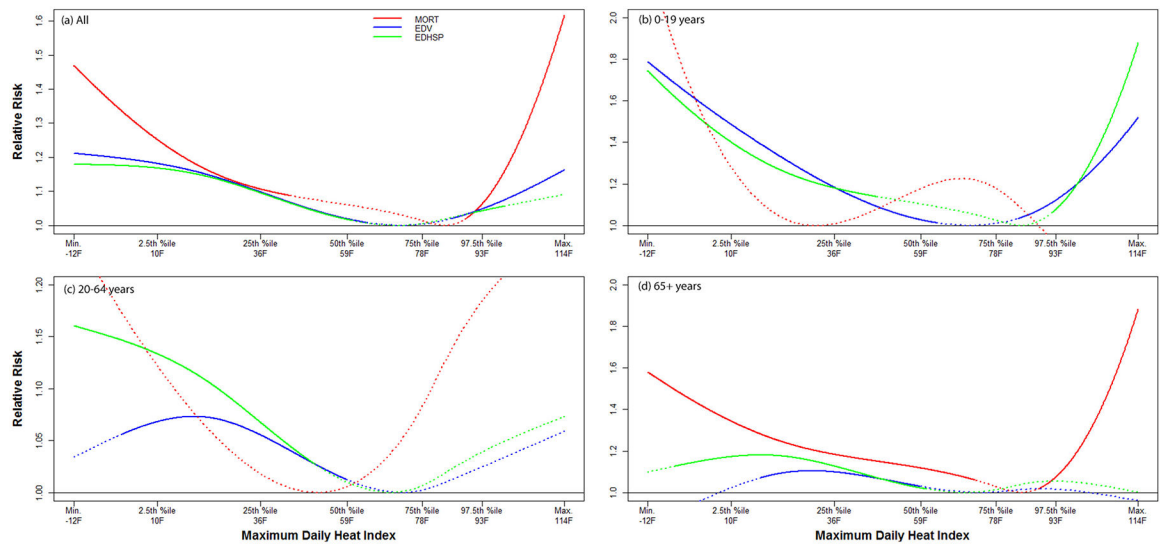 (a) All
MORT
EDV
EDHSP
Relative Risk
1.6
1.5
1.4
1.3
1.2
1.1
1.0
Min. 2.5th %ile 25th %ile 50th %ile 75th %ile 97.5th %ile Max.
-12F 10F 36F 59F 78F 93F 114F
(b) 0-19 years
2.0
1.8
1.6
1.4
1.2
1.0
Min. 2.5th %ile 25th %ile 50th %ile 75th %ile 97.5th %ile Max.
-12F 10F 36F 59F 78F 93F 114F
(c) 20-64 years
Relative Risk
1.20
1.15
1.10
1.05
1.00
Min. 2.5th %ile 25th %ile 50th %ile 75th %ile 97.5th %ile Max.
-12F 10F 36F 59F 78F 93F 114F
Maximum Daily Heat Index
(d) 65+ years
2.0
1.8
1.6
1.4
1.2
1.0
Min. 2.5th %ile 25th %ile 50th %ile 75th %ile 97.5th %ile Max.
-12F 10F 36F 59F 78F 93F 114F
Maximum Daily Heat Index